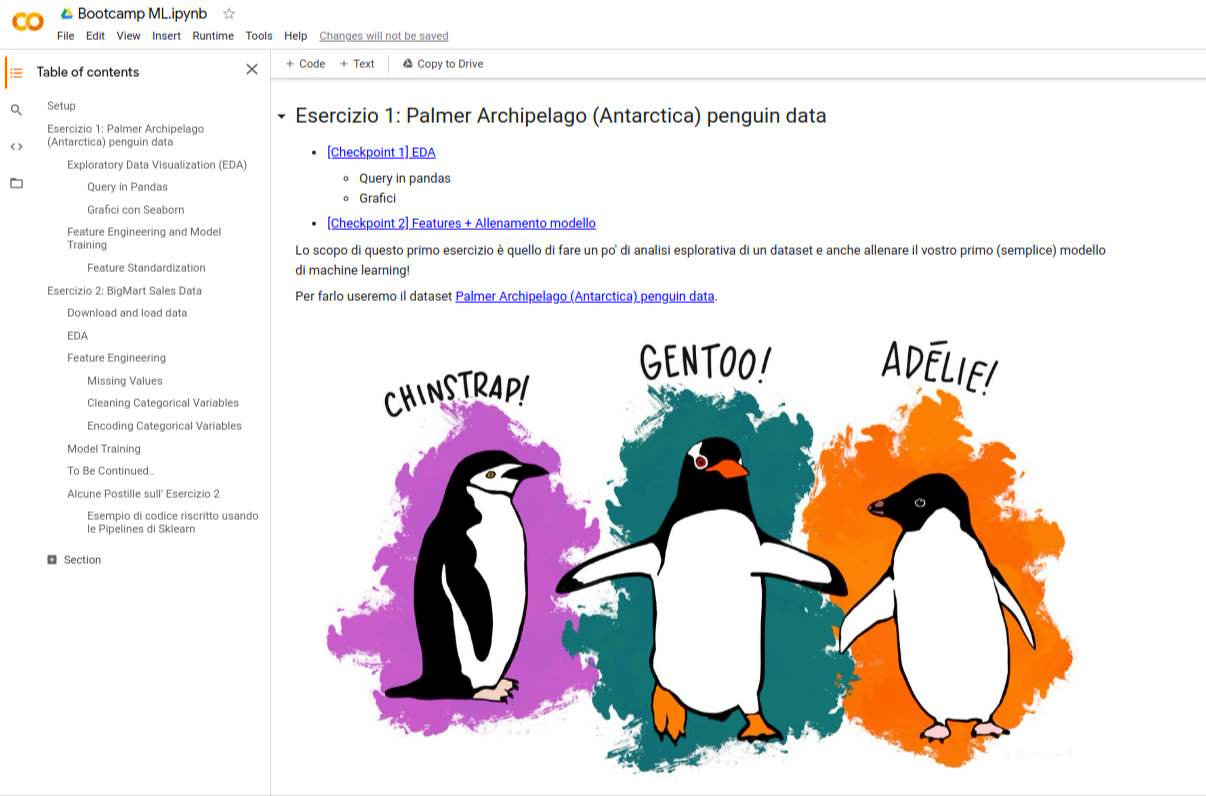 Bootcamp ML.ipynb
File Edit View Insert Runtime Tools Help Changes will not be saved
Table of contents
Setup
Esercizio 1: Palmer Archipelago
(Antarctica) penguin data
Exploratory Data Visualization (EDA)
Query in Pandas
Grafici con Seaborn
Feature Engineering and Model
Training
Feature Standardization
Esercizio 2: BigMart Sales Data
Download and load data
EDA
Feature Engineering
Missing Values
Cleaning Categorical Variables
Encoding Categorical Variables
Model Training
To Be Continued..
Alcune Postille sull' Esercizio 2
Esempio di codice riscritto usando
le Pipelines di Sklearn
Section
+ Code + Text Copy to Drive
Esercizio 1: Palmer Archipelago (Antarctica) penguin data
[Checkpoint 1] EDA
Query in pandas
Grafici
[Checkpoint 2] Features + Allenamento modello
Lo scopo di questo primo esercizio è quello di fare un po' di analisi esplorativa di un dataset e anche allenare il vostro primo (semplice) modello
di machine learning!
Per farlo useremo il dataset Palmer Archipelago (Antarctica) penguin data.
CHINSTRAP!
GENTOO!
ADĒLIE!